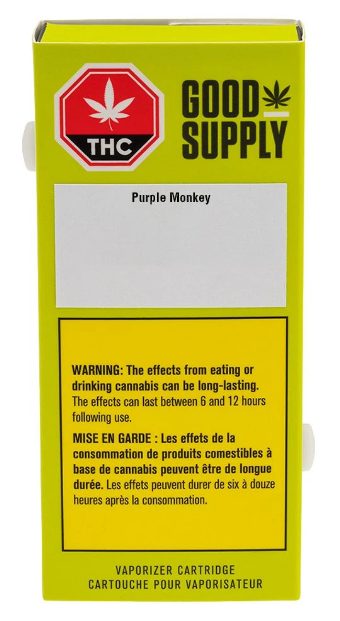 THC
GOOD
SUPPLY
Purple Monkey
WARNING: The effects from eating or
drinking cannabis can be long-lasting.
The effects can last between 6 and 12 hours
following use.
MISE EN GARDE : Les effets de la
consommation de produits comestibles à
base de cannabis peuvent être de longue
durée. Les effets peuvent durer de six à douze
heures après la consommation.
VAPORIZER CARTRIDGE
CARTOUCHE POUR VAPORISATEUR